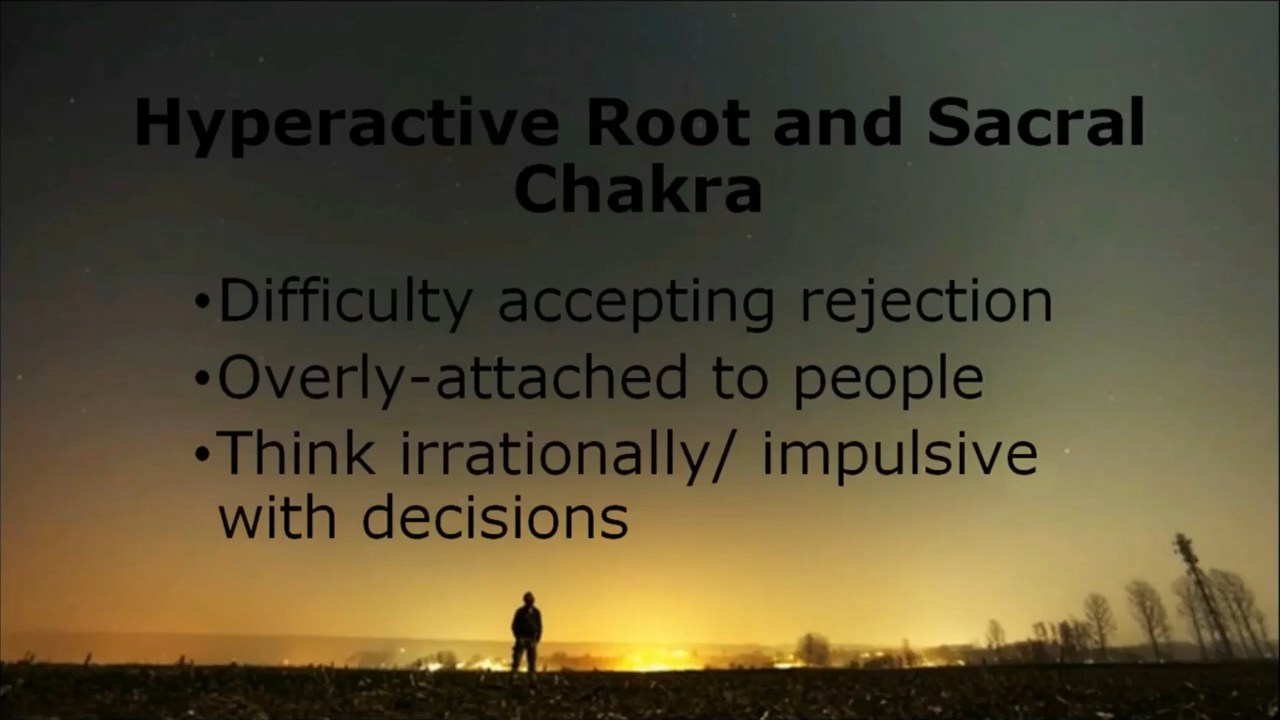 Hyperactive Root and Sacral
Chakra
•Difficulty accepting rejection
•Overly-attached to people
•Think irrationally/ impulsive
with decisions